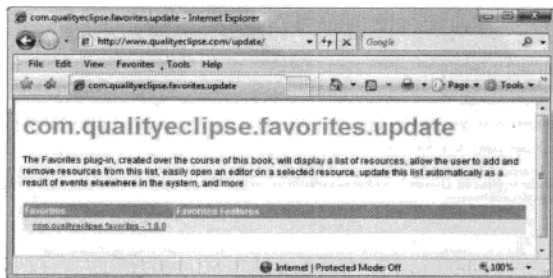 com.qualityeclipse.favorites.update - Internet Explorer
http://www.qualityeclipse.com/update/
Google
File Edit View Favorites Tools Help
com.qualityeclipse.favorites.update
Page Tools
com.qualityeclipse.favorites.update
The Favorites plug-in, created over the course of this book, will display a list of resources, allow the user to add and
remove resources from this list, easily open an editor on a selected resource, update this list automatically as a
result of events elsewhere in the system, and more
Favorites Favorites Features
com.qualityeclipse.favorites - 1.0.0
Internet | Protected Mode: Off 100%